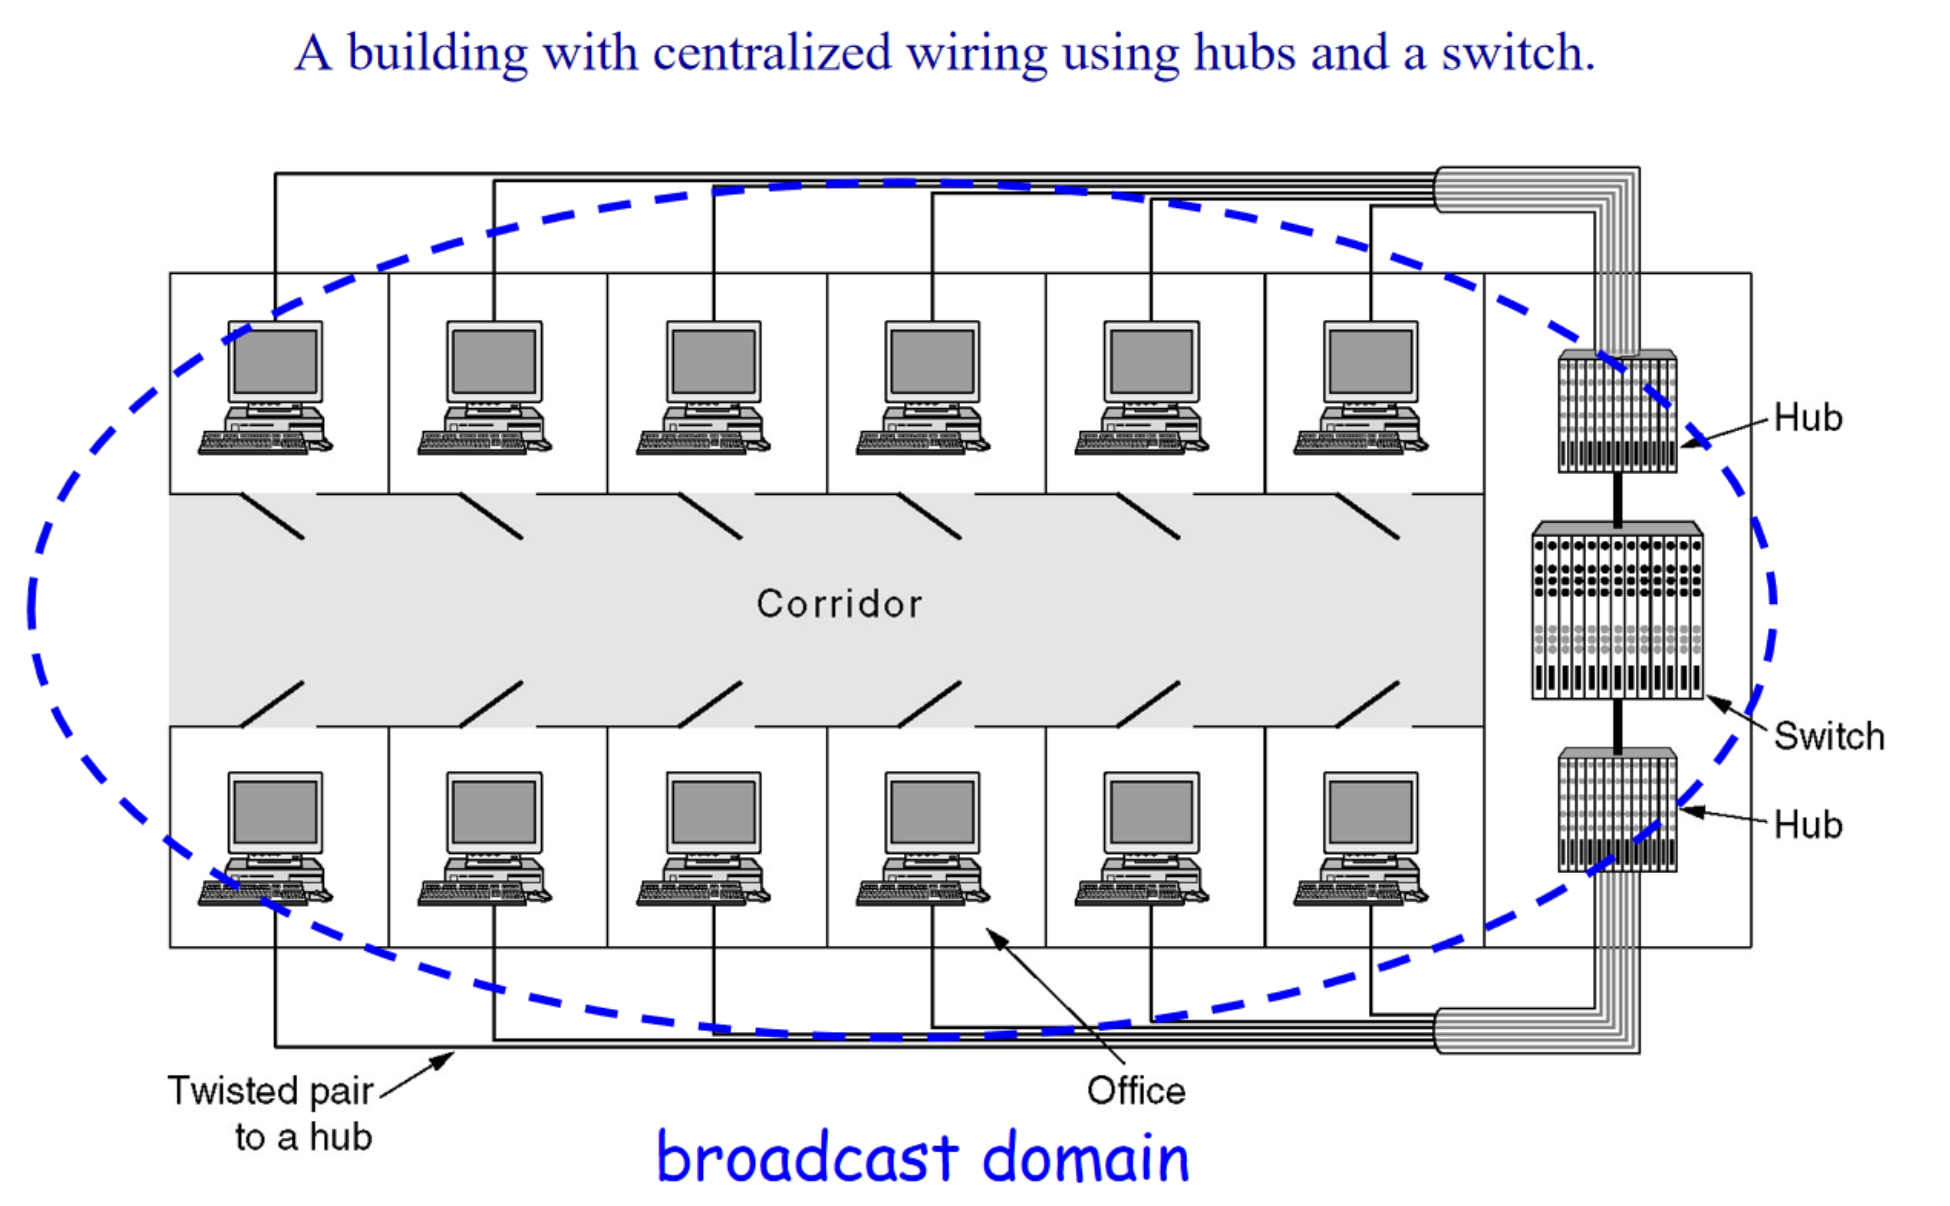 A building with centralized wiring using hubs and a switch.
Hub
Corridor
Switch
Hub
Twisted pair
to a hub
Office
broadcast domain